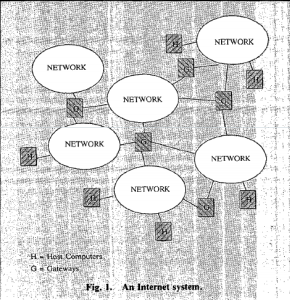 H
NETWORK
NETWORK
G
H
NETWORK
G
G
NETWORK
G
NETWORK
H
NETWORK
H
H
G
H
H = Host Computers
G = Gateways
Fig. 1. An Internet system.